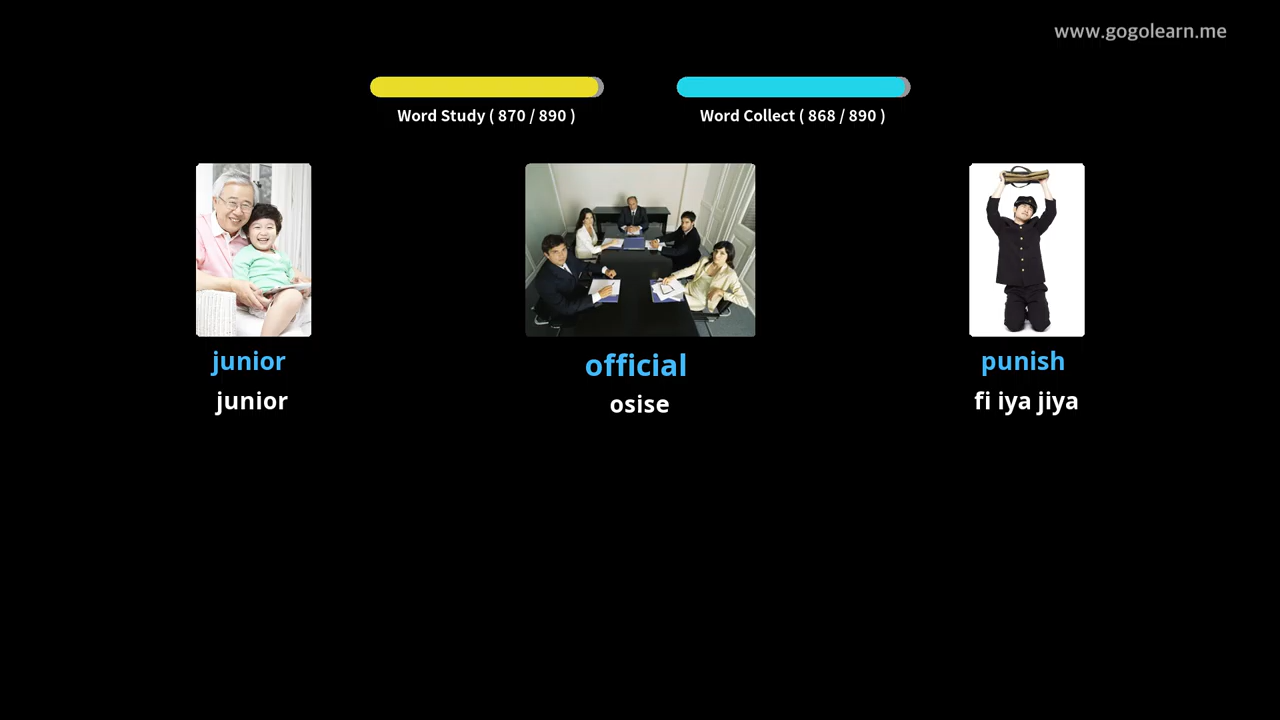 www.gogolearn.me
Word Study ( 870 / 890 )
Word Collect ( 868 / 890 )
junior
junior
official
osise
punish
fi iya jiya